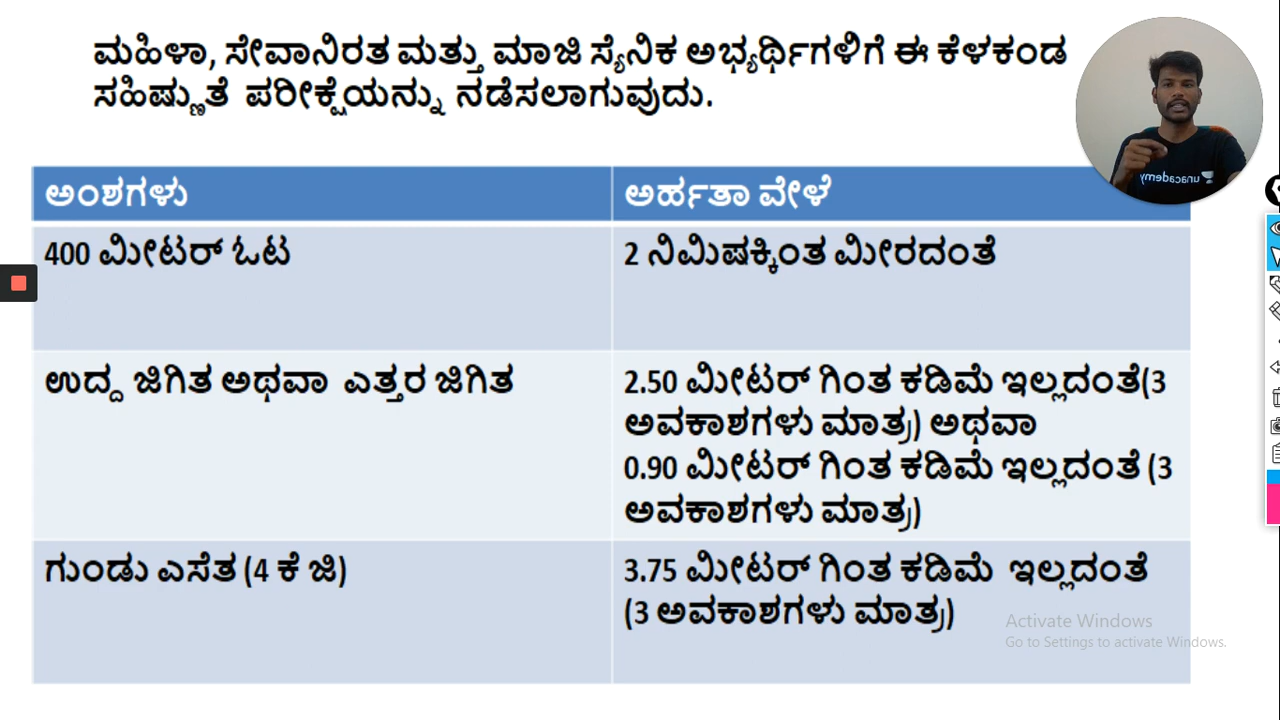 ಮಹಿಳಾ, ಸೇವಾನಿರತ ಮತ್ತು ಮಾಜಿ ಸೈನಿಕ ಅಭ್ಯರ್ಥಿಗಳಿಗೆ ಈ ಕೆಳಕಂಡ
ಸಹಿಷ್ಣುತೆ ಪರೀಕ್ಷೆಯನ್ನು ನಡೆಸಲಾಗುವುದು.
unacademy
ಅಂಶಗಳು
ಅರ್ಹತಾ ವೇಳೆ
400 ಮೀಟರ್ ಓಟ
2 ನಿಮಿಷಕ್ಕಿಂತ ಮೀರದಂತೆ
ಉದ್ದ ಜಿಗಿತ ಅಥವಾ ಎತ್ತರ ಜಿಗಿತ
2.50 ಮೀಟರ್ ಗಿಂತ ಕಡಿಮೆ ಇಲ್ಲದಂತೆ(3
ಅವಕಾಶಗಳು ಮಾತ್ರ) ಅಥವಾ
0.90 ಮೀಟರ್ ಗಿಂತ ಕಡಿಮೆ ಇಲ್ಲದಂತೆ (3
ಅವಕಾಶಗಳು ಮಾತ್ರ)
ಗುಂಡು ಎಸೆತ (4 ಕೆ ಜಿ)
3.75 ಮೀಟರ್ ಗಿಂತ ಕಡಿಮೆ ಇಲ್ಲದಂತೆ
(3 ಅವಕಾಶಗಳು ಮಾತ್ರ)
Activate Windows
Go to Settings to activate Windows.